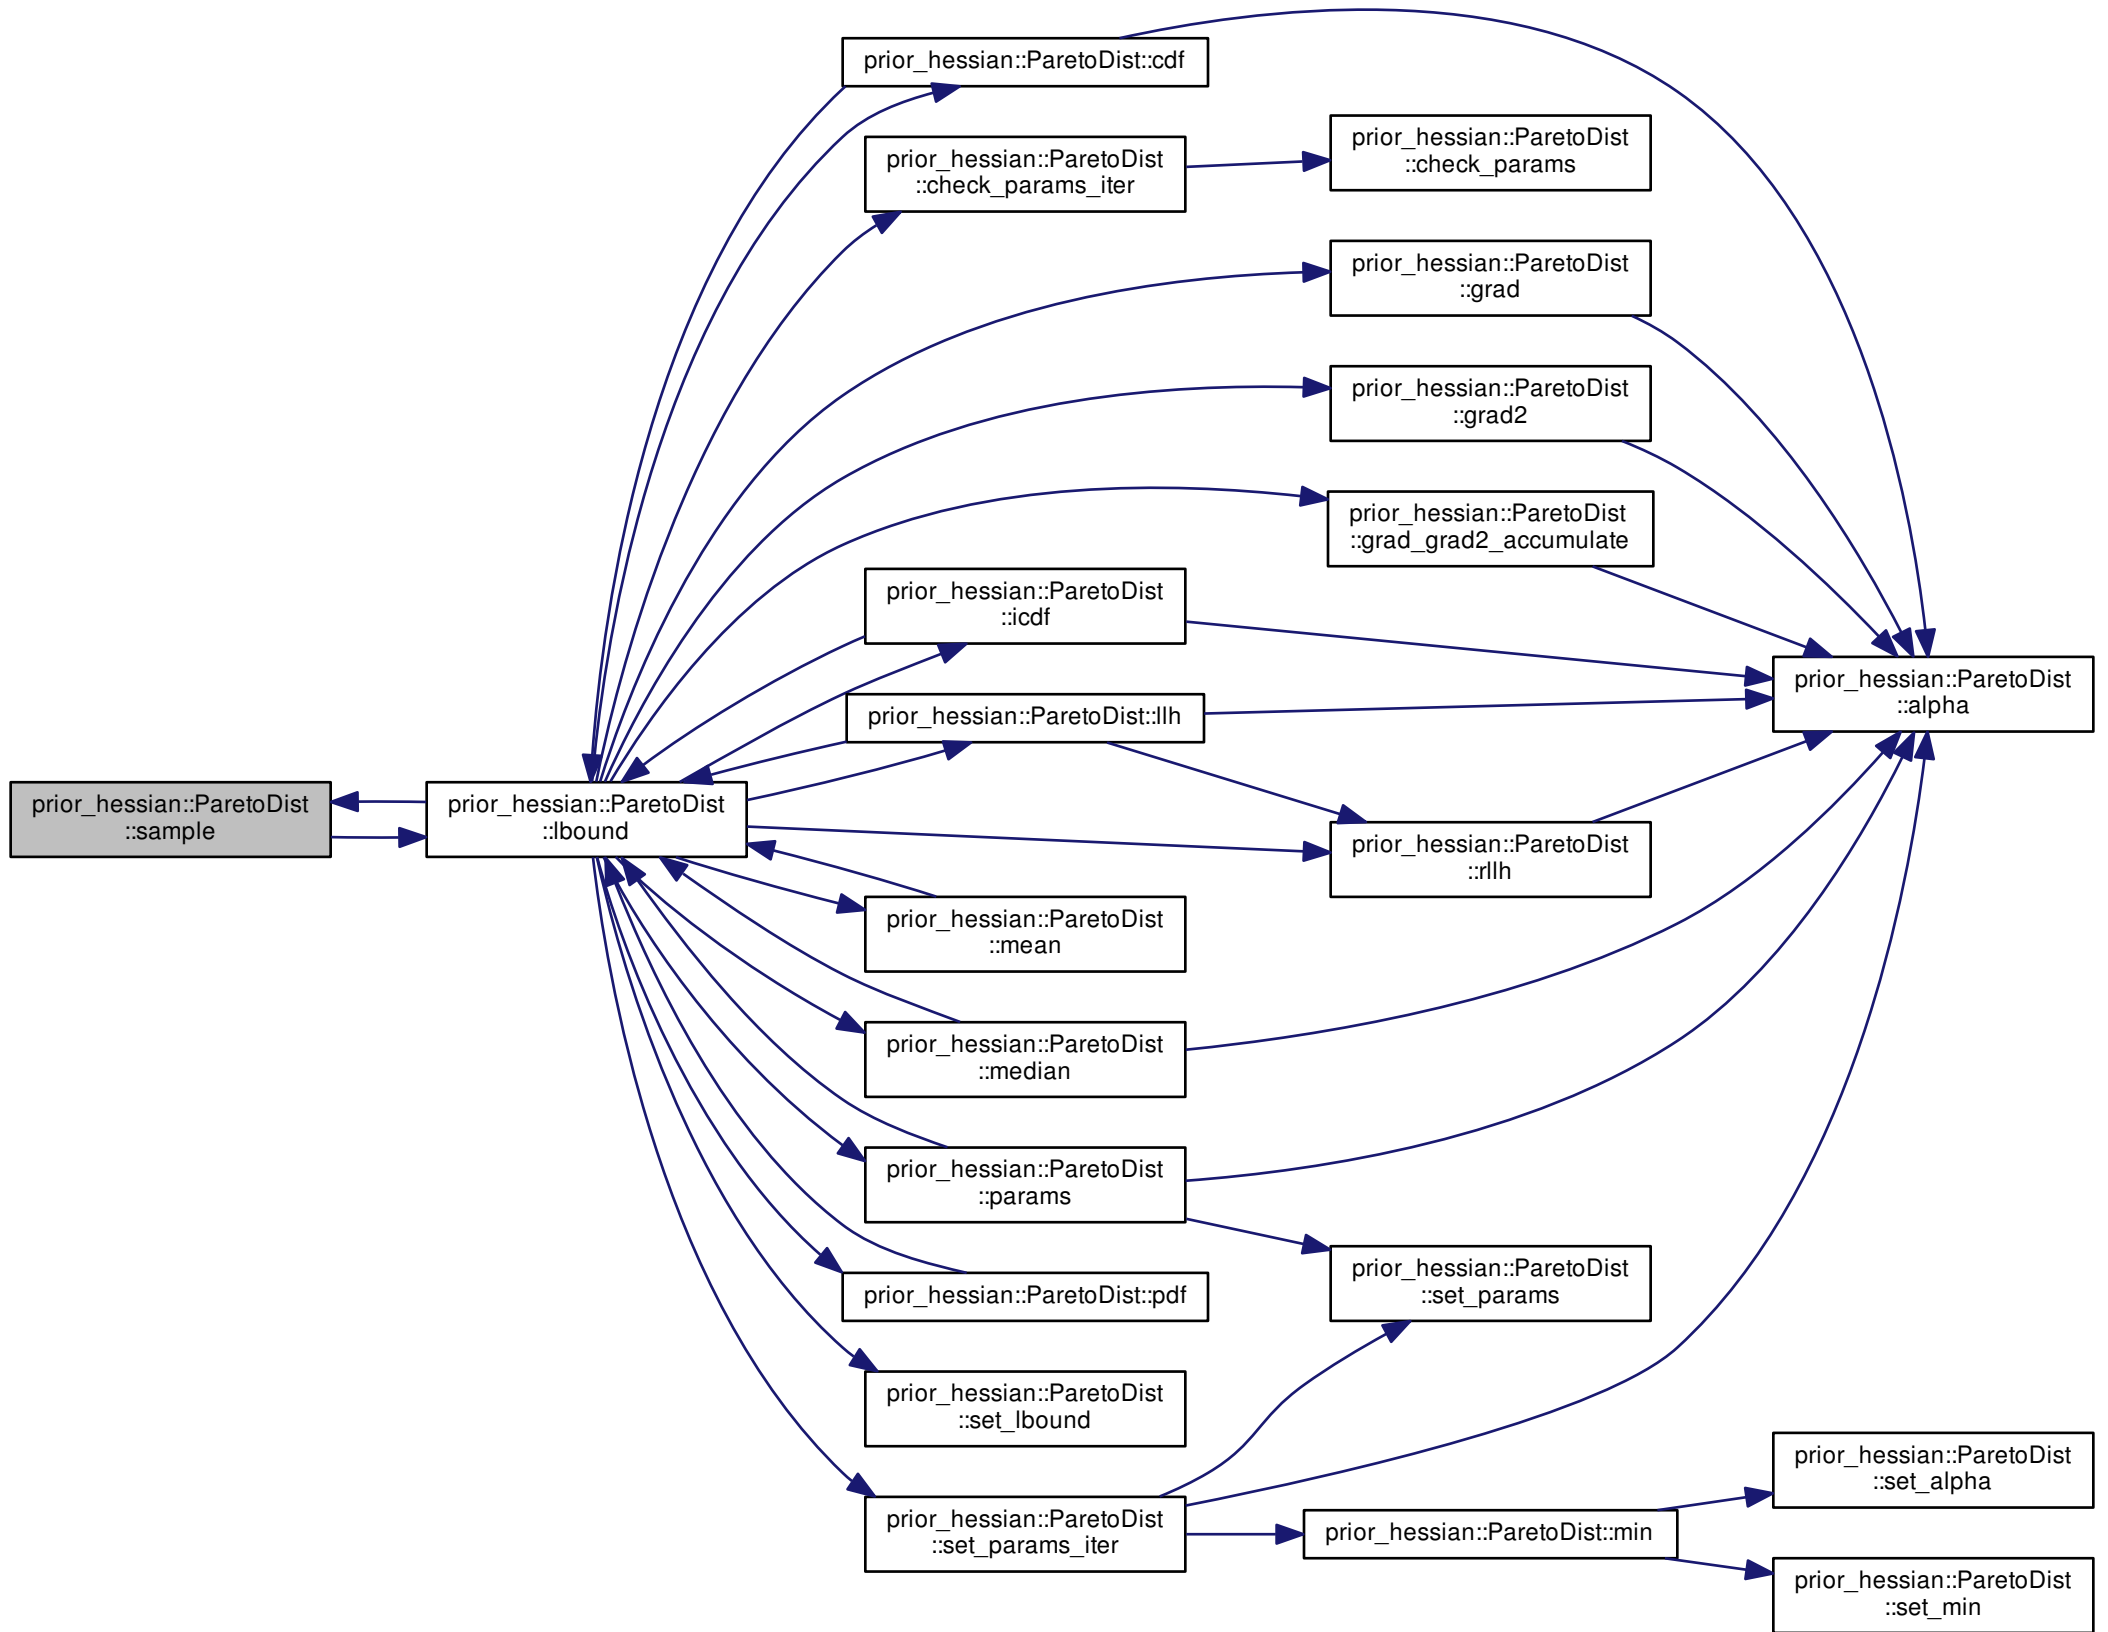 prior_hessian::ParetoDist::cdf
prior_hessian::ParetoDist
::check_params_iter
prior_hessian::ParetoDist
::check_params
prior_hessian::ParetoDist
::grad
prior_hessian::ParetoDist
::grad2
prior_hessian::ParetoDist
::grad_grad2_accumulate
prior_hessian::ParetoDist
::icdf
prior_hessian::ParetoDist
::alpha
prior_hessian::ParetoDist::llh
prior_hessian::ParetoDist
::sample
prior_hessian::ParetoDist
::lbound
prior_hessian::ParetoDist
::rllh
prior_hessian::ParetoDist
::mean
prior_hessian::ParetoDist
::median
prior_hessian::ParetoDist
::params
prior_hessian::ParetoDist::pdf
prior_hessian::ParetoDist
::set_params
prior_hessian::ParetoDist
::set_lbound
prior_hessian::ParetoDist
::set_params_iter
prior_hessian::ParetoDist::min
prior_hessian::ParetoDist
::set_alpha
prior_hessian::ParetoDist
::set_min